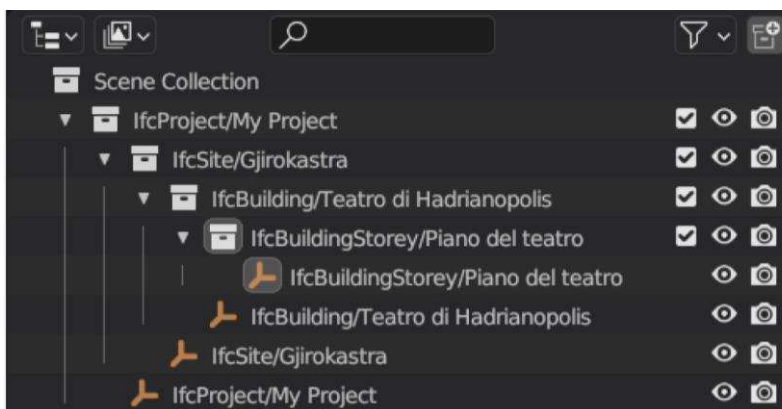 Scene Collection
IfcProject/My Project
IfcSite/Gjirokastra
IfcBuilding/Teatro di Hadrianopolis
IfcBuildingStorey/Piano del teatro
IfcBuildingStorey/Piano del teatro
IfcBuilding/Teatro di Hadrianopolis
IfcSite/Gjirokastra
IfcProject/My Project